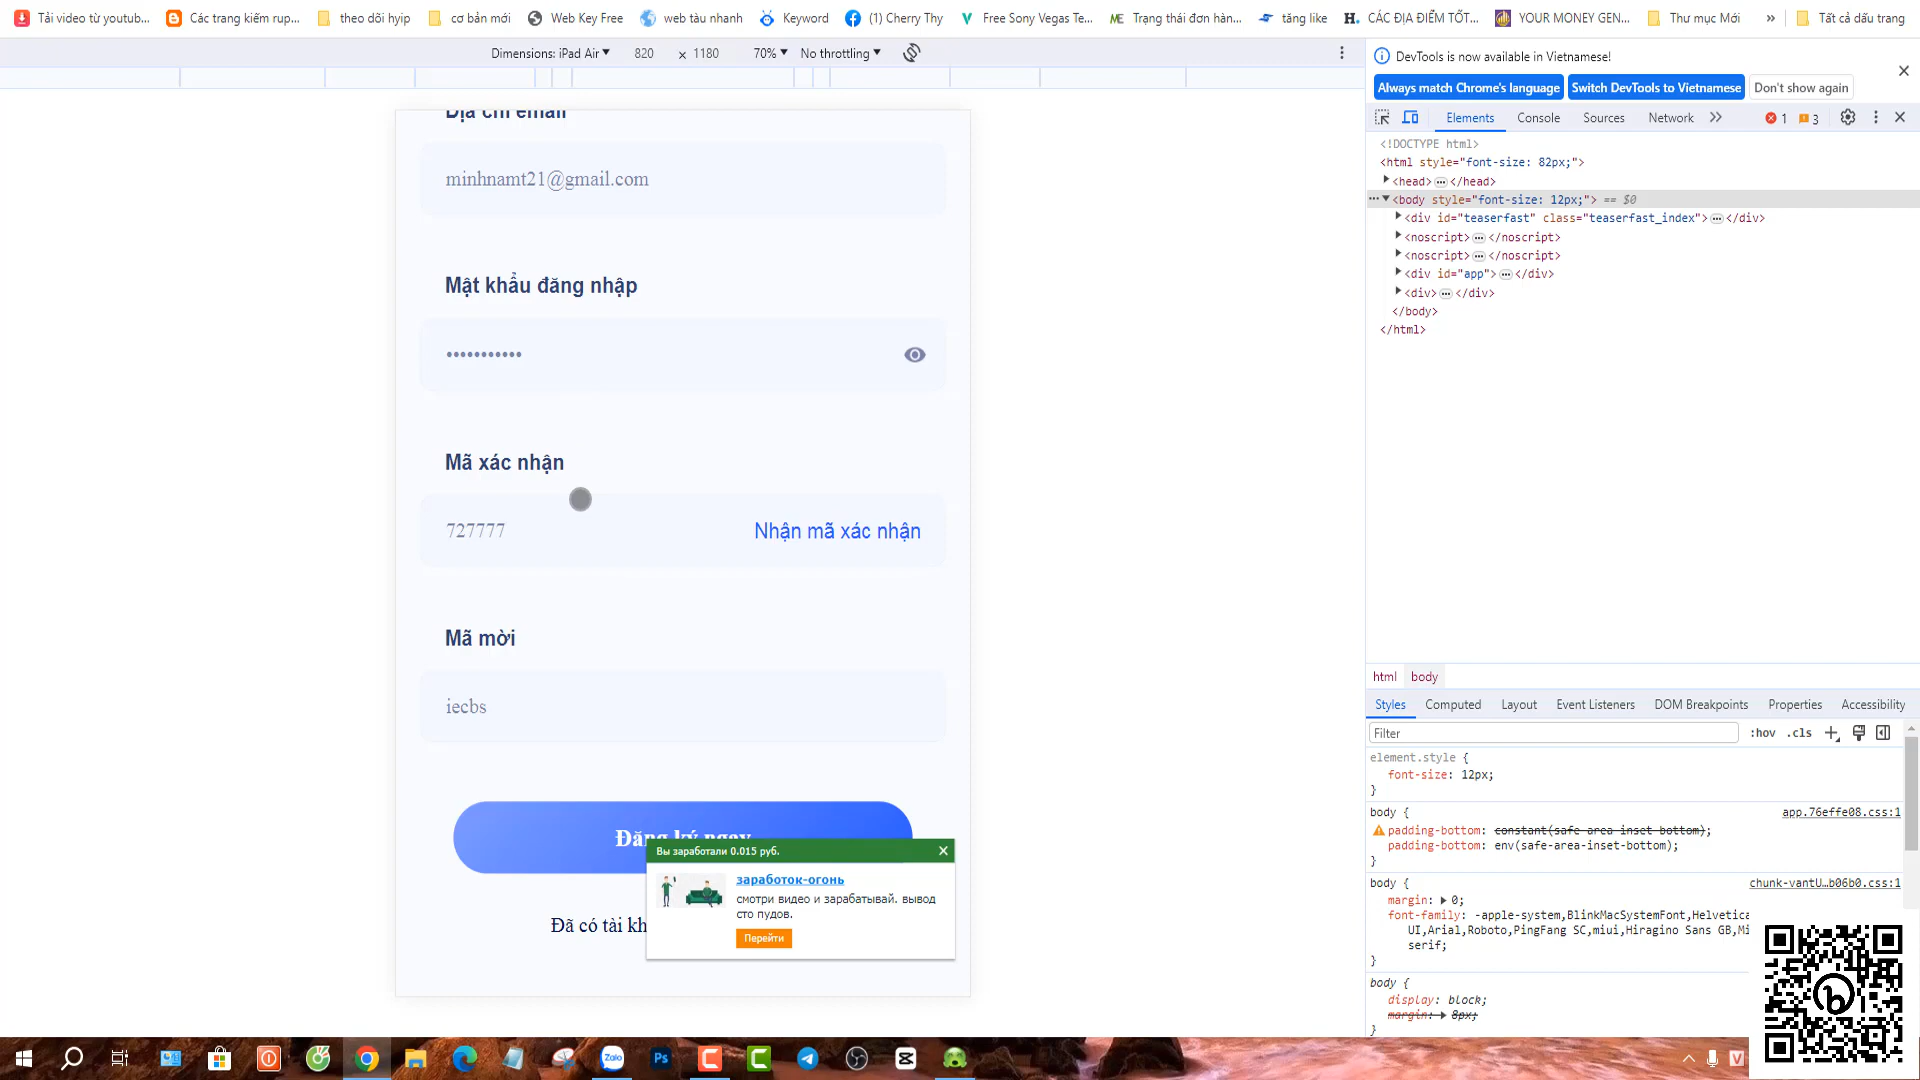 Tải video từ youtub...
Các trang kiếm rup...
theo dõi hyip
cơ bản mới
Web Key Free
web tàu nhanh
Keyword
(1) Cherry Thy
Free Sony Vegas Te...
Trạng thái đơn hàn...
tăng like
CÁC ĐỊA ĐIỂM TỐT...
YOUR MONEY GEN...
Thư mục Mới
»
Tất cả dấu trang
Dimensions: iPad Air
820 x 1180
70%
No throttling
DevTools is now available in Vietnamese!
Always match Chrome's language
Switch DevTools to Vietnamese
Don't show again
Elements
Console
Sources
Network
»
1
3
<!DOCTYPE html>
<html style="font-size: 82px;">
<head>…</head>
<body style="font-size: 12px;"> == $0
<div id="teaserfast" class="teaserfast_index">…</div>
<noscript>…</noscript>
<noscript>…</noscript>
<div id="app">…</div>
<div>…</div>
</body>
</html>
Địa chỉ email
minhnamt21@gmail.com
Mật khẩu đăng nhập
•••••••••••
Mã xác nhận
727777
Nhận mã xác nhận
Mã mời
iecbs
Đăng ký ngay
Đã có tài kh
Вы заработали 0.015 руб.
заработок-огонь
смотри видео и зарабатывай. вывод
сто пудов.
Перейти
html
body
Styles
Computed
Layout
Event Listeners
DOM Breakpoints
Properties
Accessibility
Filter
:hov
.cls
element.style {
font-size: 12px;
}
body {
app.76effe08.css:1
padding-bottom: constant(safe-area-inset-bottom);
padding-bottom: env(safe-area-inset-bottom);
}
body {
chunk-vantU…b06b0.css:1
margin: 0;
font-family: -apple-system,BlinkMacSystemFont,Helvetica
UI,Arial,Roboto,PingFang SC,miui,Hiragino Sans GB,Mi
serif;
}
body {
display: block;
margin: 8px;
}
Zalo
Ps
V